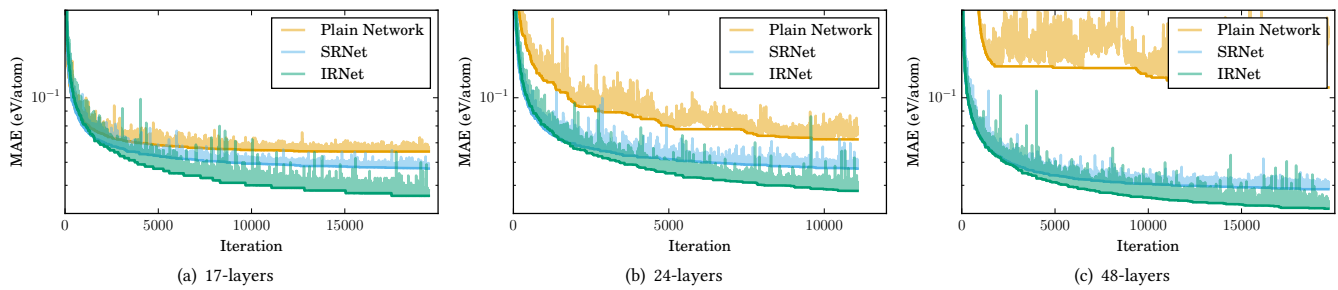 Plain Network
SRNet
IRNet
MAE (eV/atom)
10⁻¹
0
5000
10000
15000
Iteration
(a) 17-layers
Plain Network
SRNet
IRNet
MAE (eV/atom)
10⁻¹
0
5000
10000
Iteration
(b) 24-layers
Plain Network
SRNet
IRNet
MAE (eV/atom)
10⁻¹
0
5000
10000
15000
Iteration
(c) 48-layers